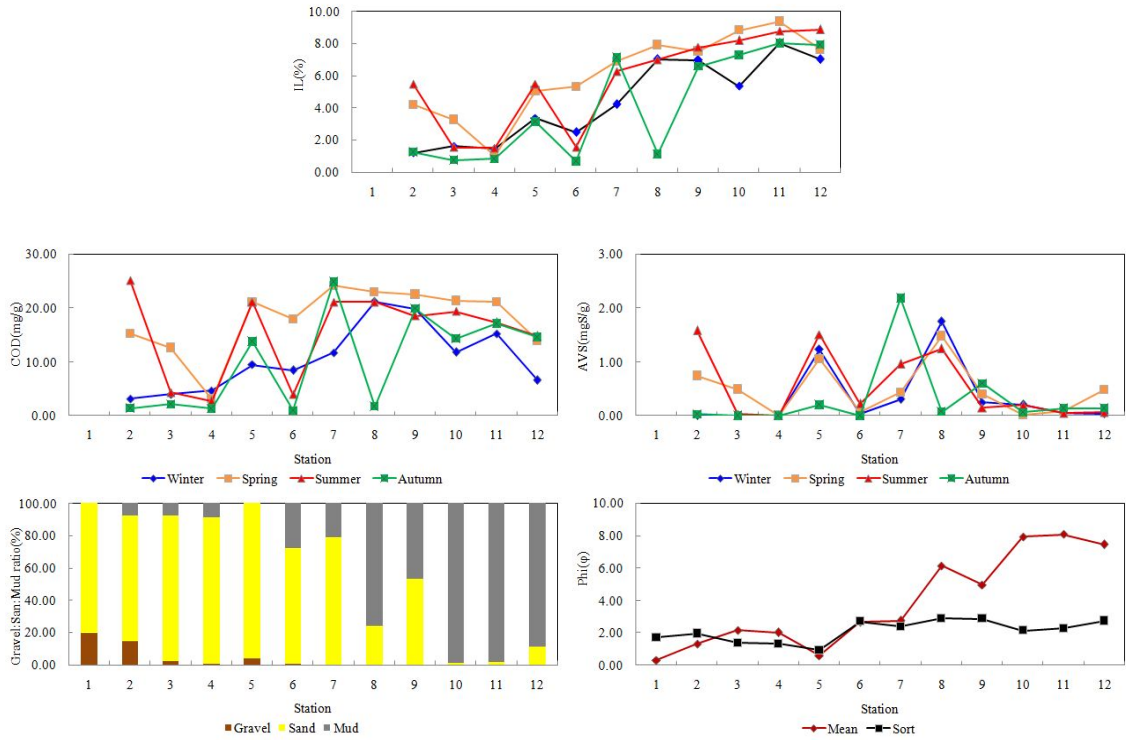 10.00
8.00
6.00
4.00
2.00
0.00
IL(%)
1 2 3 4 5 6 7 8 9 10 11 12
30.00
20.00
10.00
0.00
COD(mg/g)
1 2 3 4 5 6 7 8 9 10 11 12
Station
Winter Spring Summer Autumn
3.00
2.00
1.00
0.00
AVS(mgS/g)
1 2 3 4 5 6 7 8 9 10 11 12
Station
Winter Spring Summer Autumn
100.00
80.00
60.00
40.00
20.00
0.00
Gravel:San:Mud ratio(%)
1 2 3 4 5 6 7 8 9 10 11 12
Station
Gravel Sand Mud
10.00
8.00
6.00
4.00
2.00
0.00
Phi(φ)
1 2 3 4 5 6 7 8 9 10 11 12
Station
Mean Sort